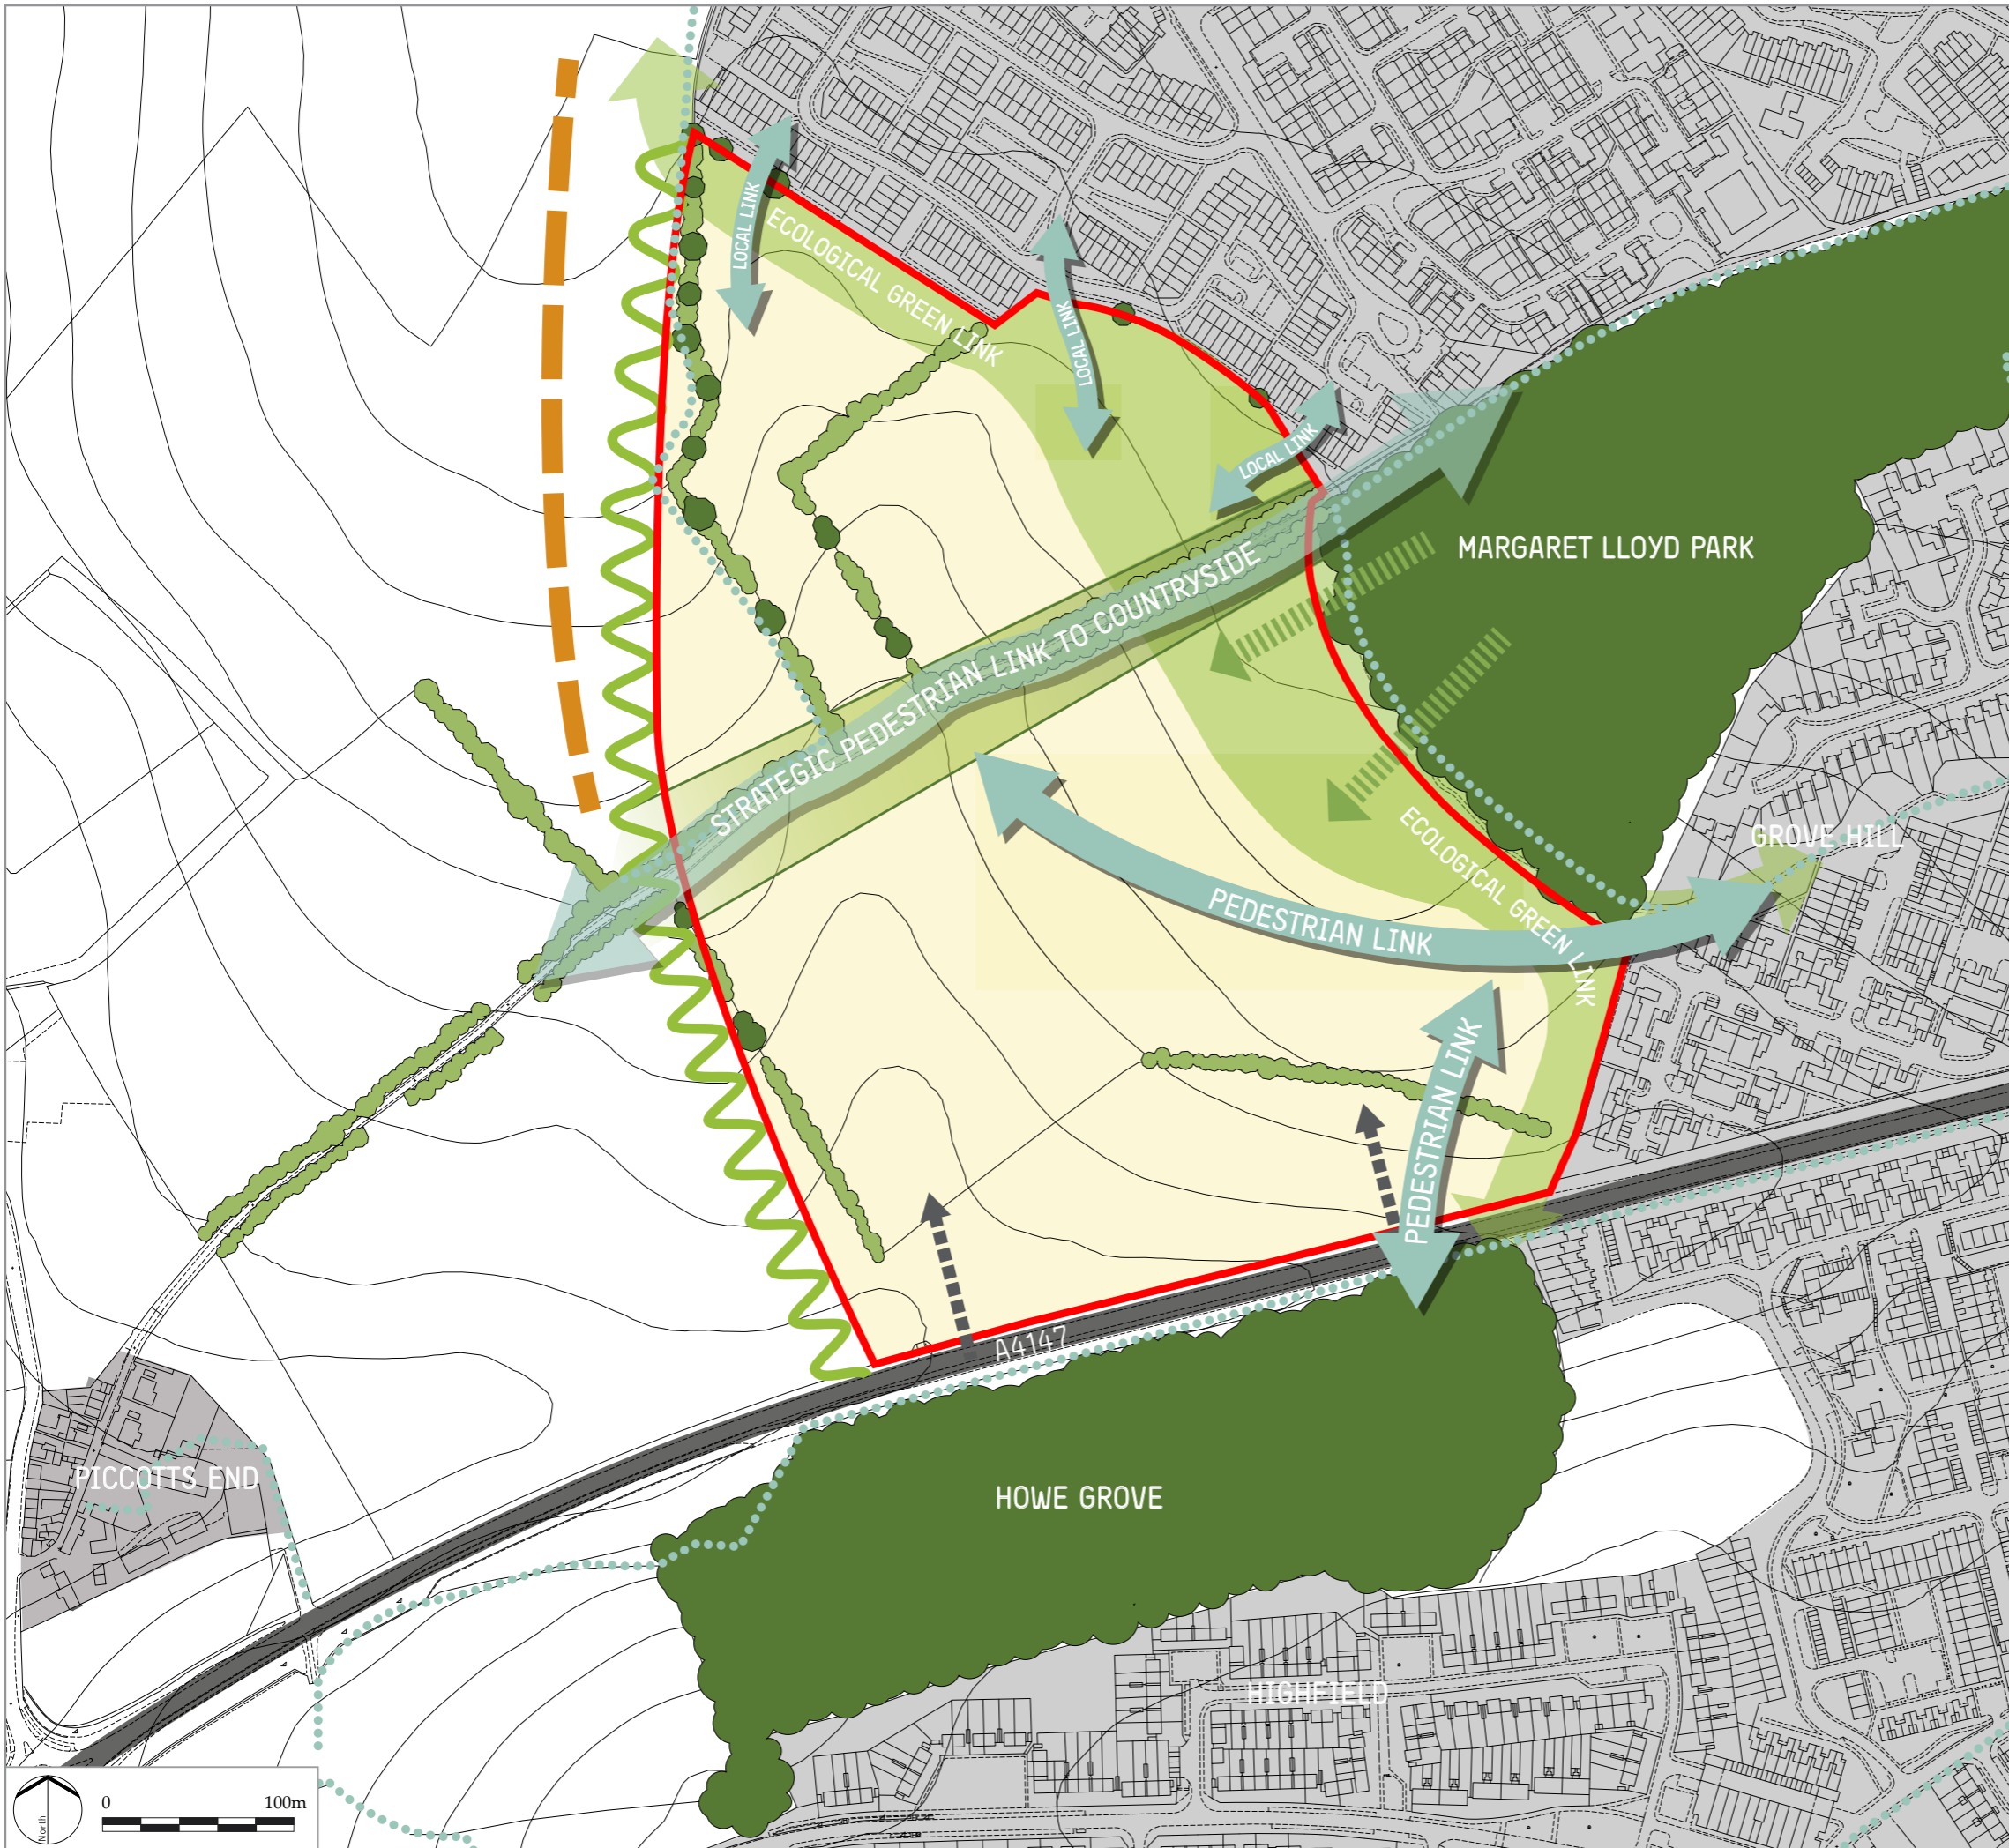 LOCAL LINK
ECOLOGICAL GREEN LINK
LOCAL LINK
LOCAL LINK
MARGARET LLOYD PARK
STRATEGIC PEDESTRIAN LINK TO COUNTRYSIDE
ECOLOGICAL GREEN LINK
GROVE HILL
PEDESTRIAN LINK
PEDESTRIAN LINK
A4147
PICCOTTS END
HOWE GROVE
HIGHFIELD
North
0 100m